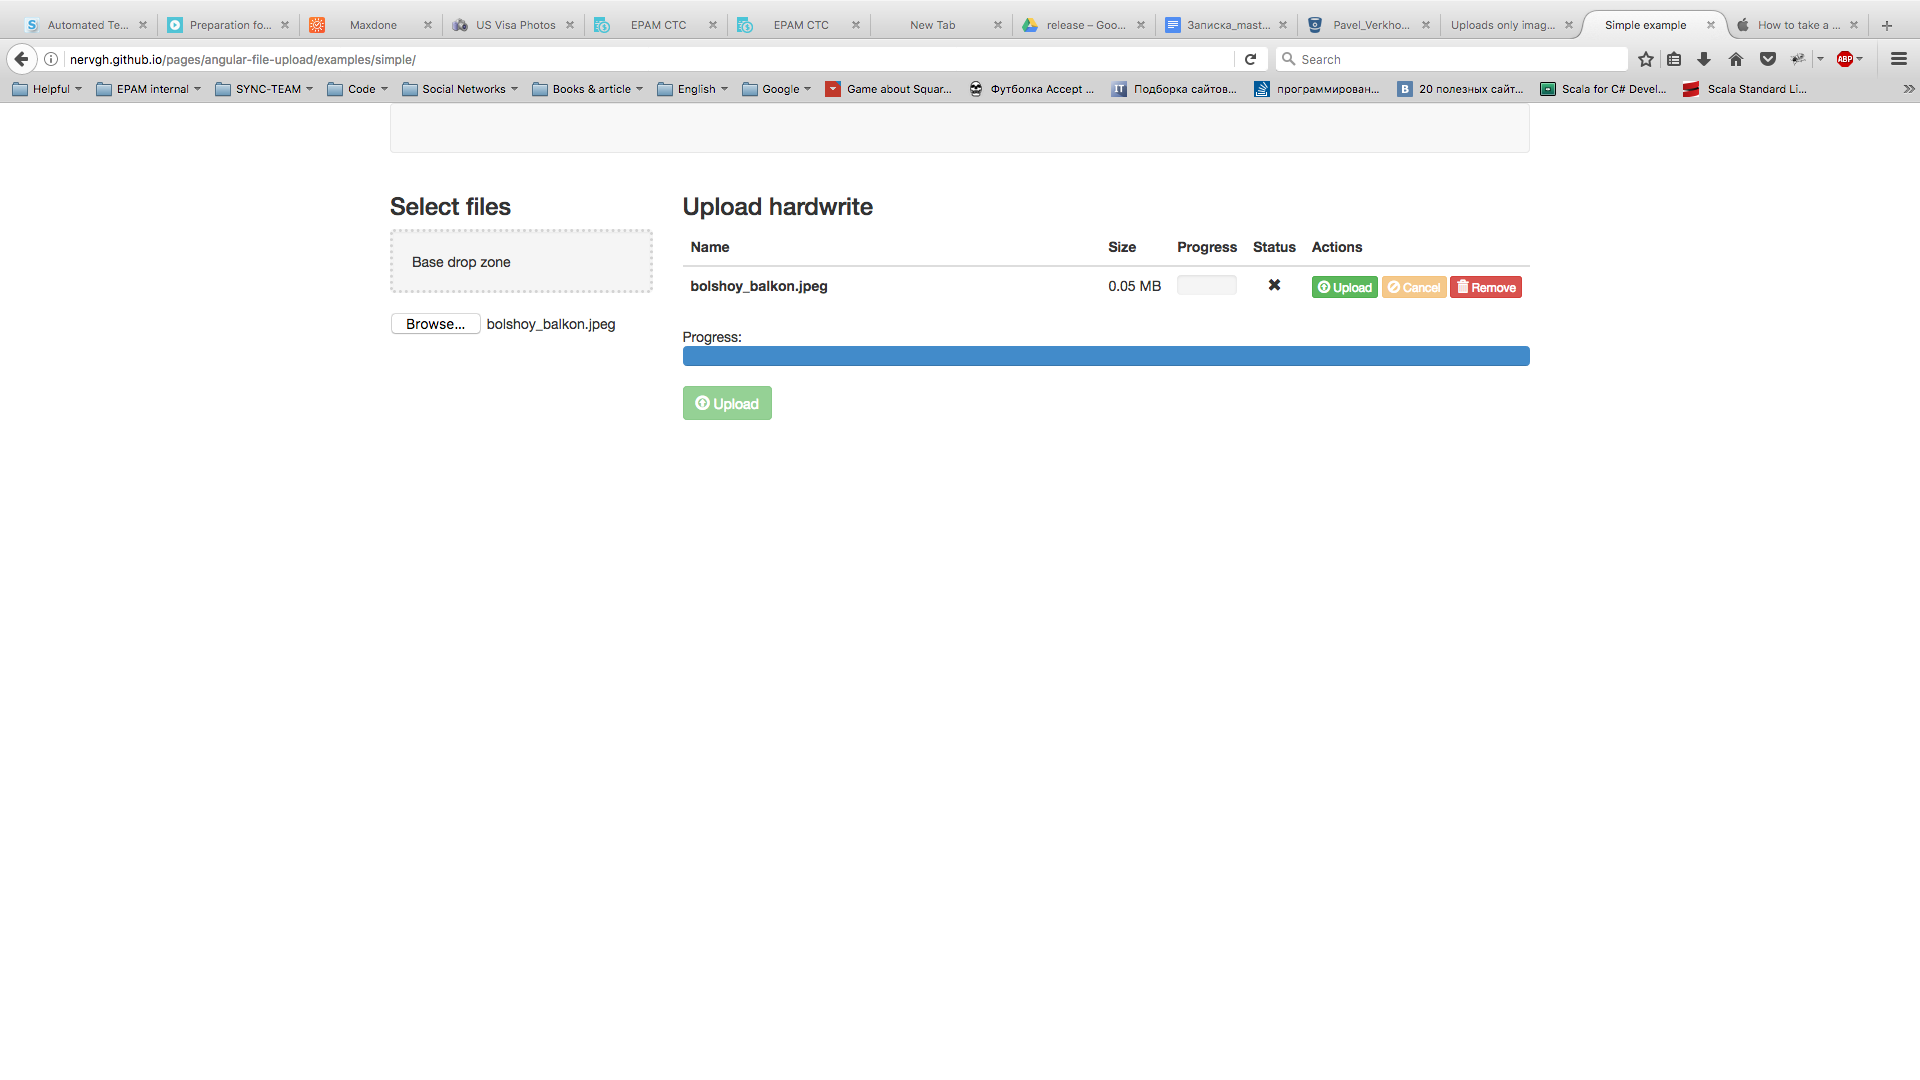 Automated Te... Preparation fo... Maxdone US Visa Photos EPAM CTC EPAM CTC New Tab release – Goo... Записка_mast... Pavel_Verkho... Uploads only imag... Simple example How to take a ...
nervgh.github.io/pages/angular-file-upload/examples/simple/ Search ABP
Helpful EPAM internal SYNC-TEAM Code Social Networks Books & article English Google Game about Squar... Футболка Accept ... IT Подборка сайтов... программирован... B 20 полезных сайт... Scala for C# Devel... Scala Standard Li...
Select files
Base drop zone
Browse... bolshoy_balkon.jpeg
Upload hardwrite
Name Size Progress Status Actions
bolshoy_balkon.jpeg 0.05 MB Upload Cancel Remove
Progress:
Upload